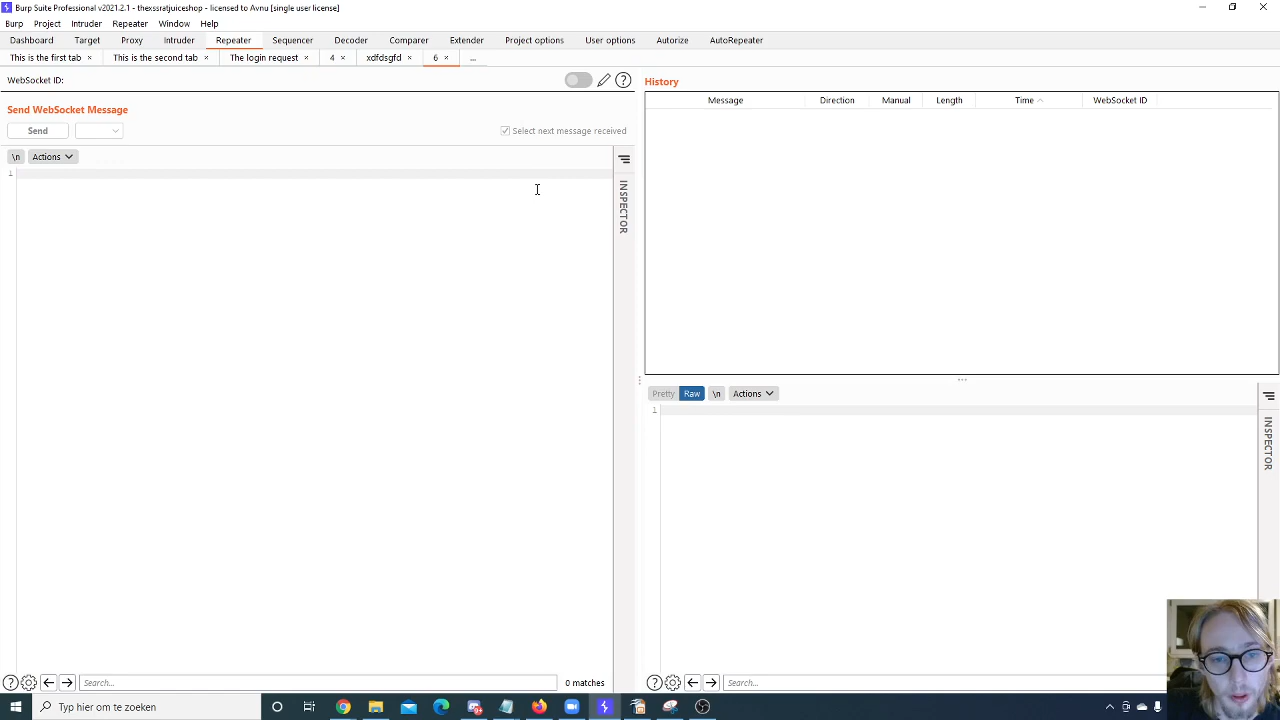 Burp Suite Professional v2021.2.1 - thexssratjuiceshop - licensed to Avnu [single user license]
Burp Project Intruder Repeater Window Help
Dashboard Target Proxy Intruder Repeater Sequencer Decoder Comparer Extender Project options User options Autorize AutoRepeater
This is the first tab × This is the second tab × The login request × 4 × xdfdsgfd × 6 × ...
WebSocket ID:
Send WebSocket Message
Send
Select next message received
\n Actions
1
INSPECTOR
Search...
0 matches
History
Message Direction Manual Length Time WebSocket ID
Pretty Raw \n Actions
1
INSPECTOR
Search...
Typ hier om te zoeken